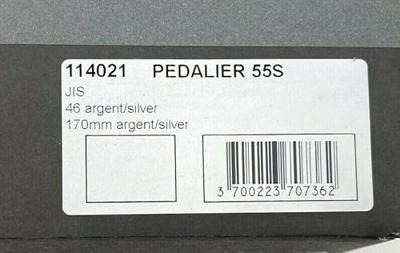 114021 PEDALIER 55S
JIS
46 argent/silver
170mm argent/silver
3 700223 707362